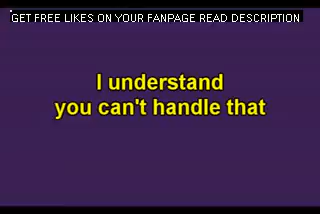 GET FREE LIKES ON YOUR FANPAGE READ DESCRIPTION
I understand
you can't handle that